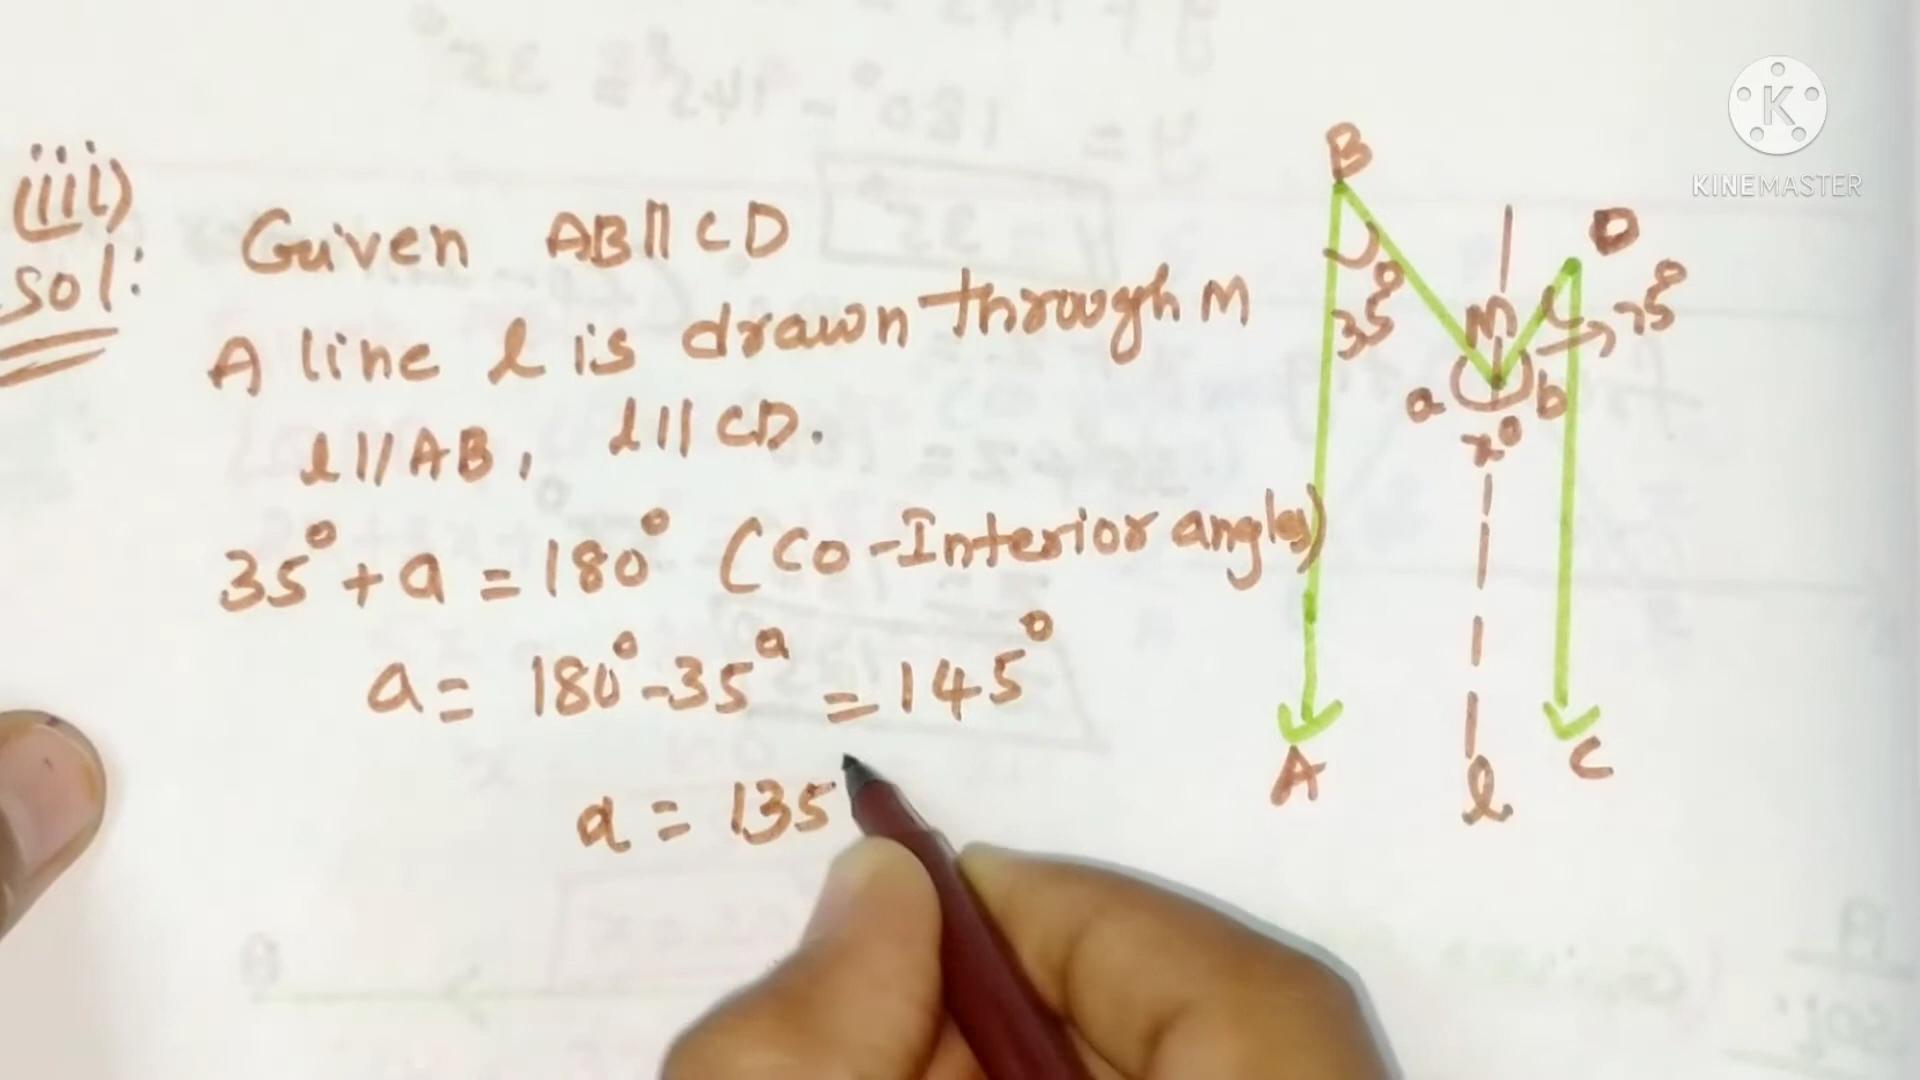 (iii)
Sol:
Given AB||CD
A line l is drawn through M
l//AB, l//CD.
35° + a = 180° (Co-Interior angles)
a = 180° - 35° = 145°
a = 135
B
D
35°
M
75°
a
b
x°
A
l
C
KINEMASTER